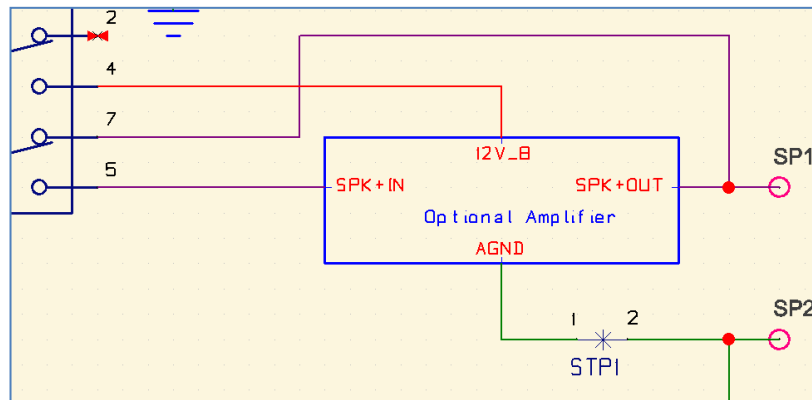 2
4
7
5
12V_B
SPK+IN
SPK+OUT
Optional Amplifier
AGND
SP1
1
2
STP1
SP2